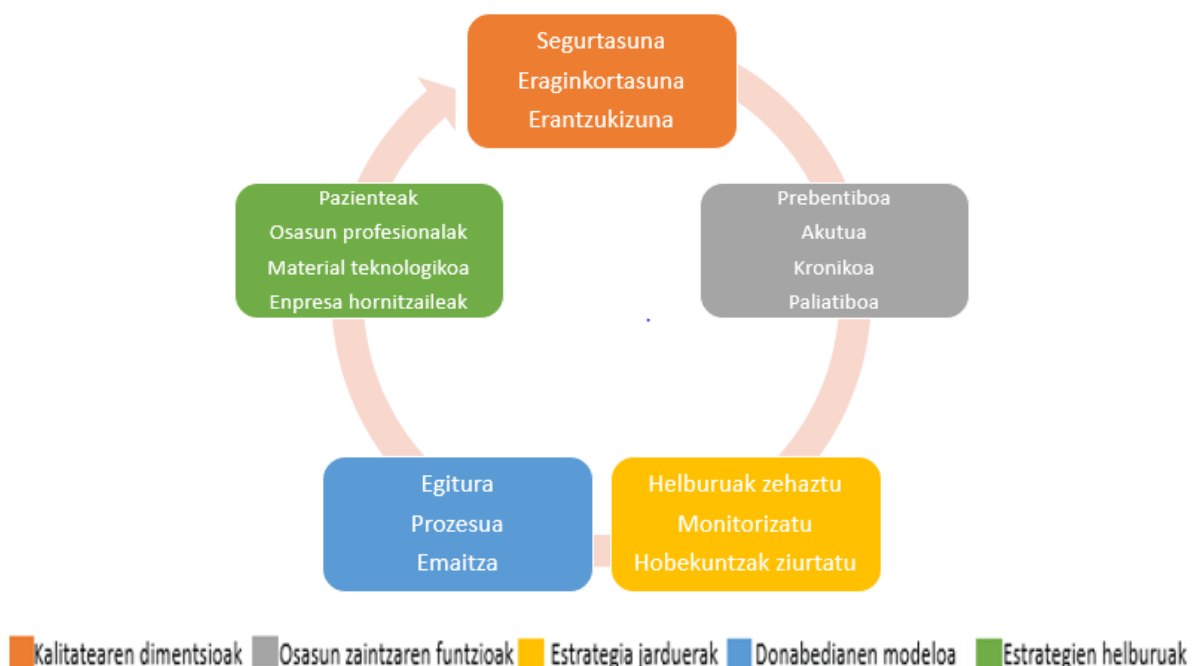 Segurtasuna
Eraginkortasuna
Erantzukizuna
Pazienteak
Osasun profesionalak
Material teknologikoa
Enpresa hornitzaileak
Prebentiboa
Akutua
Kronikoa
Paliatiboa
Egitura
Prozesua
Emaitza
Helburuak zehaztu
Monitorizatu
Hobekuntzak ziurtatu
Kalitatearen dimentsioak Osasun zaintzaren funtzioak Estrategia jarduerak Donabedianen modeloa Estrategien helburuak